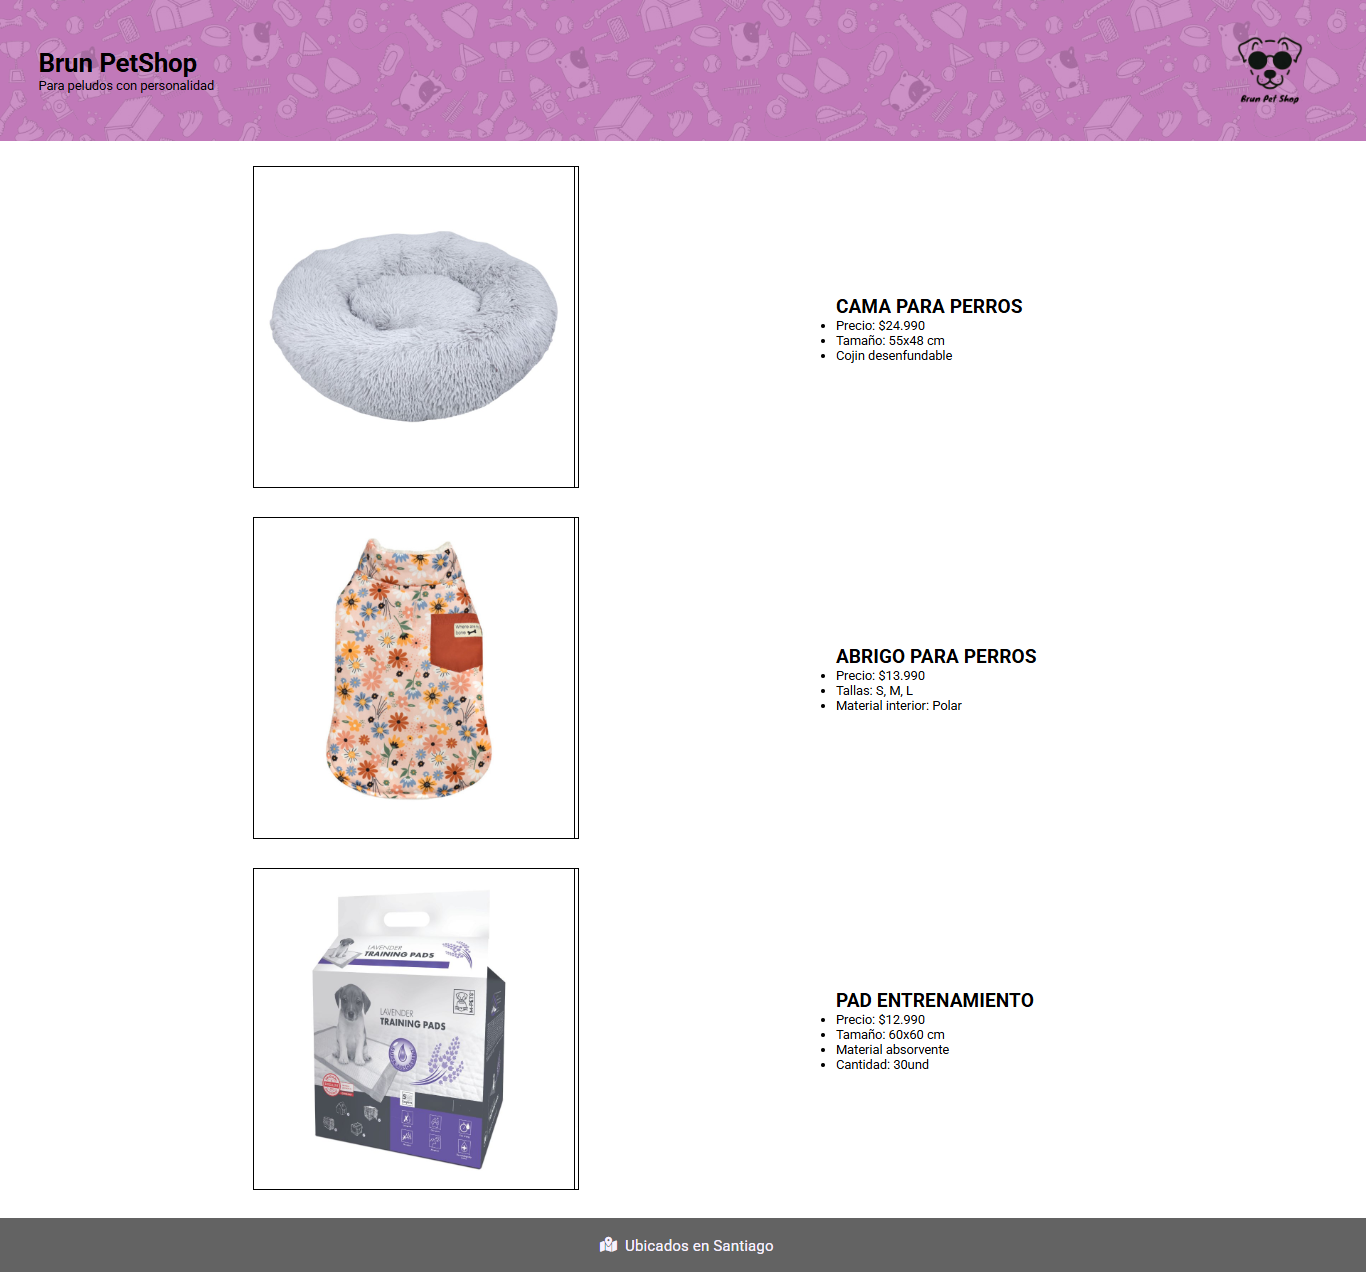 Brun PetShop
Para peludos con personalidad
Brun Pet Shop
CAMA PARA PERROS
Precio: $24.990
Tamaño: 55x48 cm
Cojin desenfundable
ABRIGO PARA PERROS
Precio: $13.990
Tallas: S, M, L
Material interior: Polar
LAVENDER
TRAINING PADS
M-PETS
LAVENDER
TRAINING PADS
PAD ENTRENAMIENTO
Precio: $12.990
Tamaño: 60x60 cm
Material absorvente
Cantidad: 30und
Ubicados en Santiago